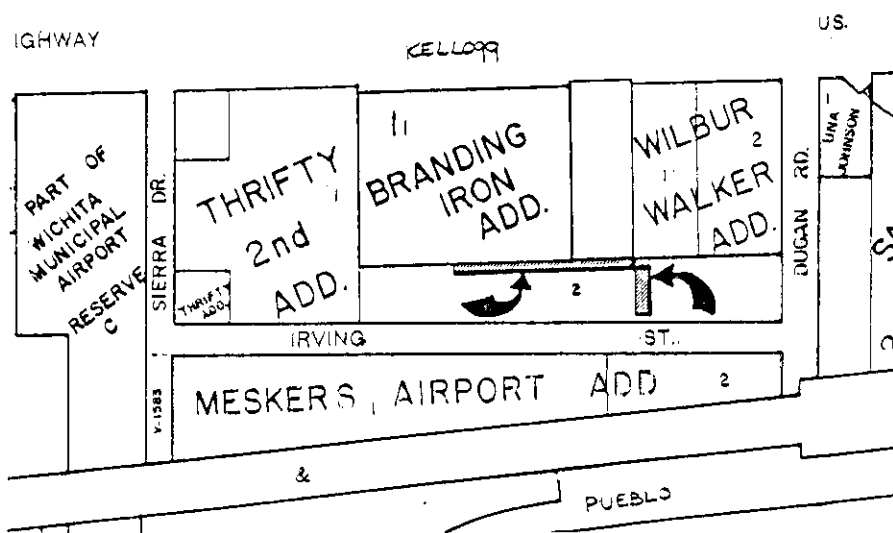 IGHWAY
KELLOGG
US.
PART OF
WICHITA
MUNICIPAL
AIRPORT
RESERVE
C
SIERRA DR.
THRIFTY
2nd
ADD.
1
THRIFTY
ADD.
BRANDING
IRON
ADD.
WILBUR
WALKER
ADD.
1
2
DUGAN RD.
UNA
JOHNSON
2
IRVING ST.
V-1583
MESKERS AIRPORT ADD
1
2
&
PUEBLO